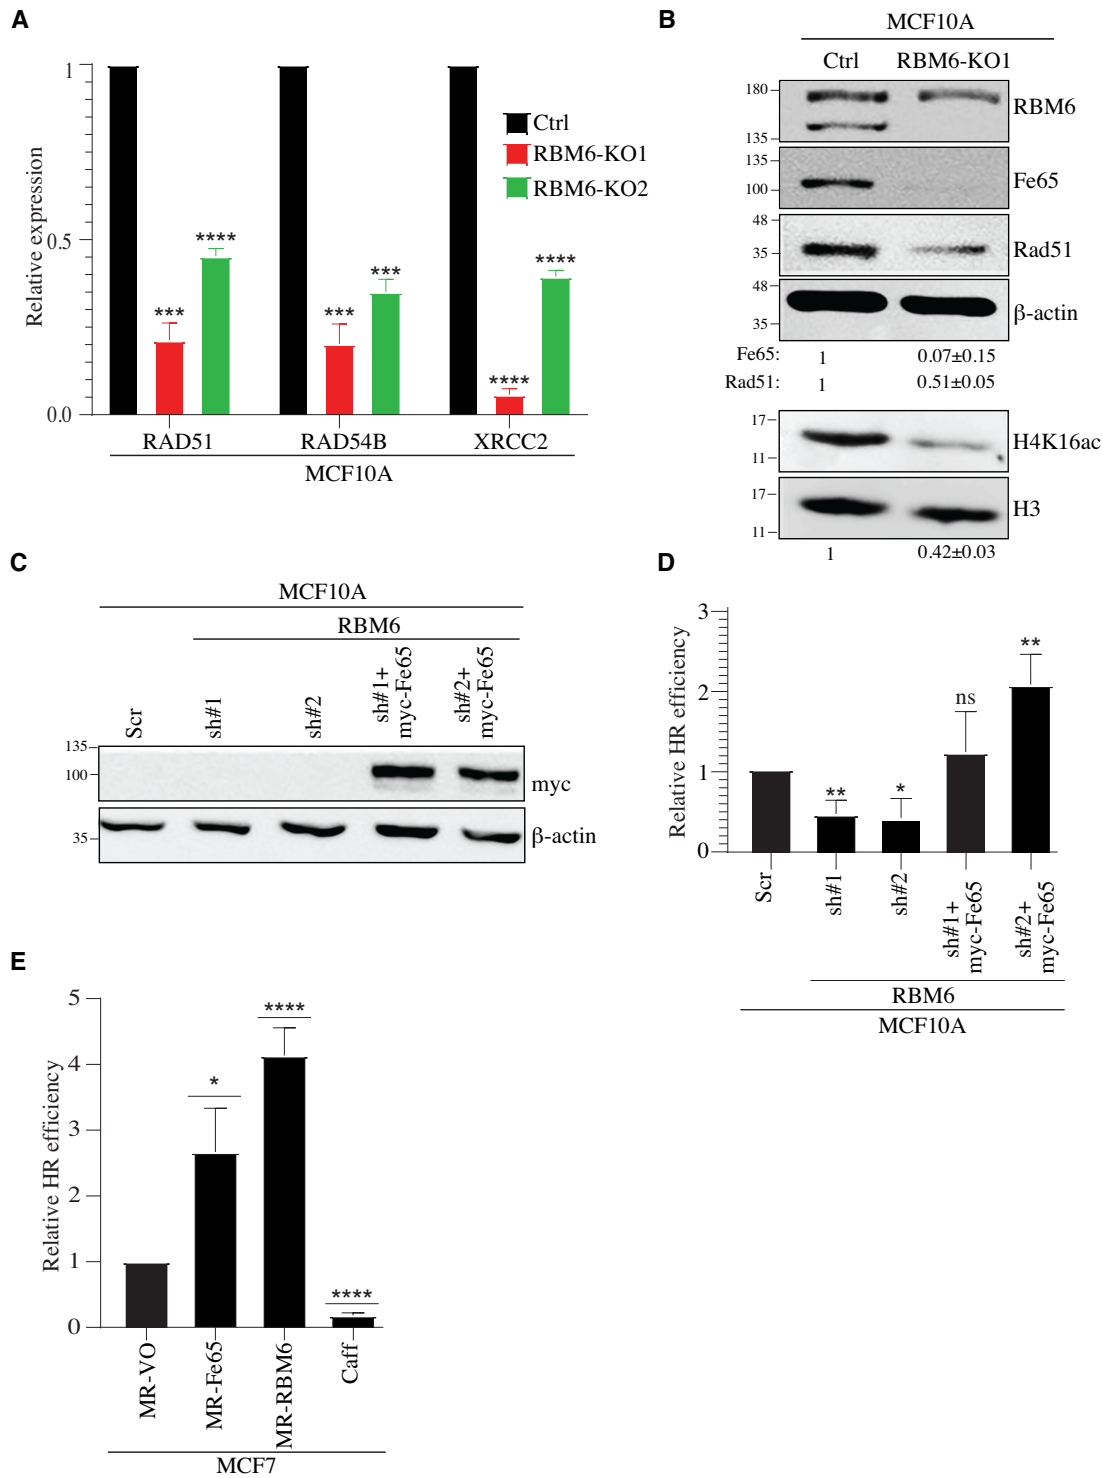 A
1
0.5
0.0
Relative expression
Ctrl
RBM6-KO1
RBM6-KO2
***
****
***
***
****
****
RAD51
RAD54B
XRCC2
MCF10A
B
MCF10A
Ctrl
RBM6-KO1
180
135
RBM6
135
100
Fe65
48
35
Rad51
48
35
β-actin
Fe65: 1 0.07±0.15
Rad51: 1 0.51±0.05
17
11
H4K16ac
17
11
H3
1 0.42±0.03
C
MCF10A
RBM6
Scr
sh#1
sh#2
sh#1+
myc-Fe65
sh#2+
myc-Fe65
135
100
myc
35
β-actin
D
3
2
1
0
Relative HR efficiency
**
*
ns
**
Scr
sh#1
sh#2
sh#1+
myc-Fe65
sh#2+
myc-Fe65
RBM6
MCF10A
E
5
4
3
2
1
0
Relative HR efficiency
*
****
****
MR-VO
MR-Fe65
MR-RBM6
Caff
MCF7